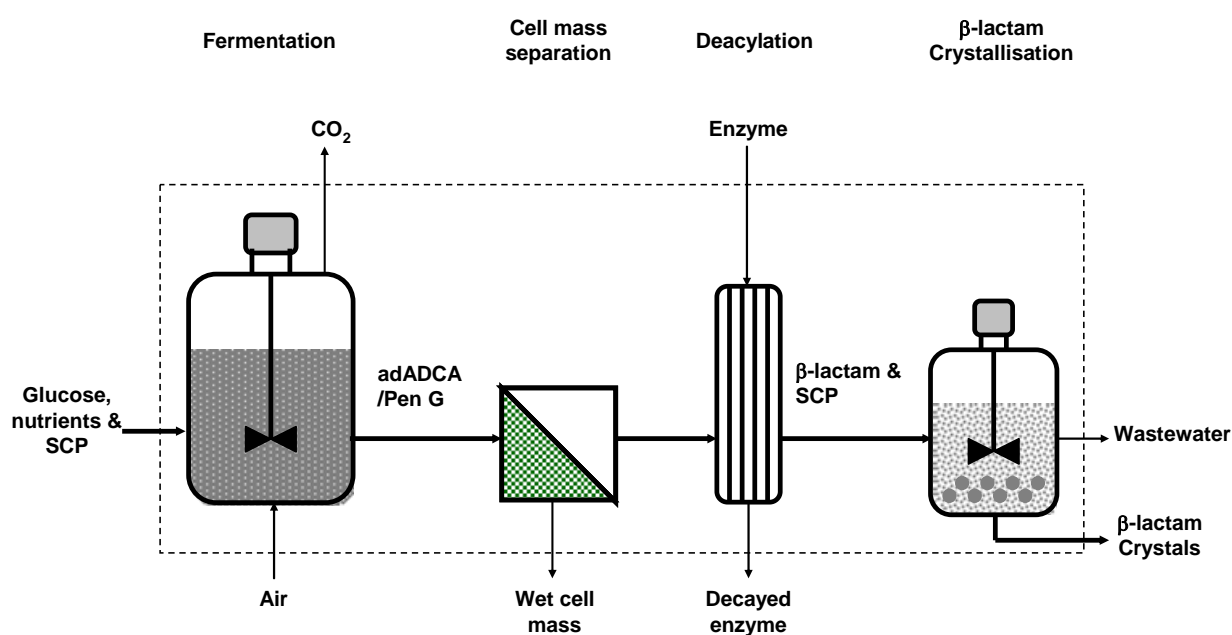 Fermentation
Cell mass
separation
Deacylation
β-lactam
Crystallisation
CO2
Enzyme
Glucose,
nutrients &
SCP
adADCA
/Pen G
β-lactam &
SCP
Wastewater
β-lactam
Crystals
Air
Wet cell
mass
Decayed
enzyme